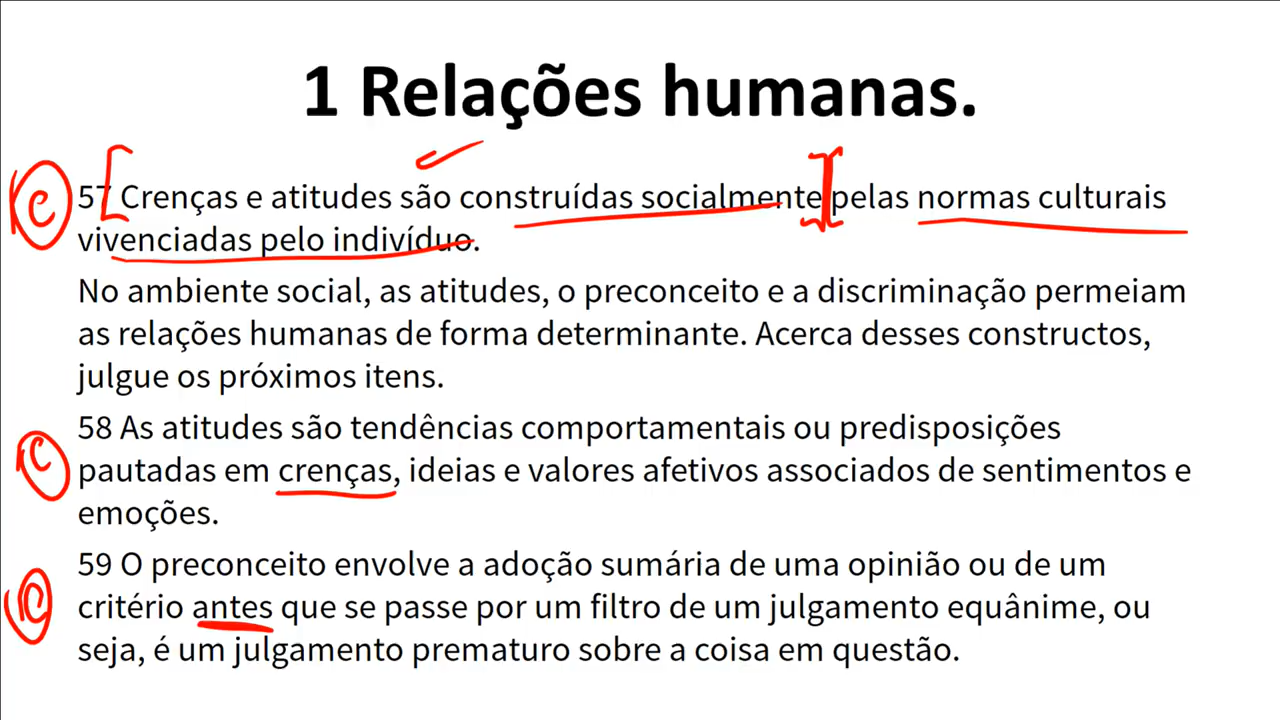 1 Relações humanas.
C 57 Crenças e atitudes são construídas socialmente pelas normas culturais
vivenciadas pelo indivíduo.
No ambiente social, as atitudes, o preconceito e a discriminação permeiam
as relações humanas de forma determinante. Acerca desses constructos,
julgue os próximos itens.
58 As atitudes são tendências comportamentais ou predisposições
C pautadas em crenças, ideias e valores afetivos associados de sentimentos e
emoções.
59 O preconceito envolve a adoção sumária de uma opinião ou de um
C critério antes que se passe por um filtro de um julgamento equânime, ou
seja, é um julgamento prematuro sobre a coisa em questão.